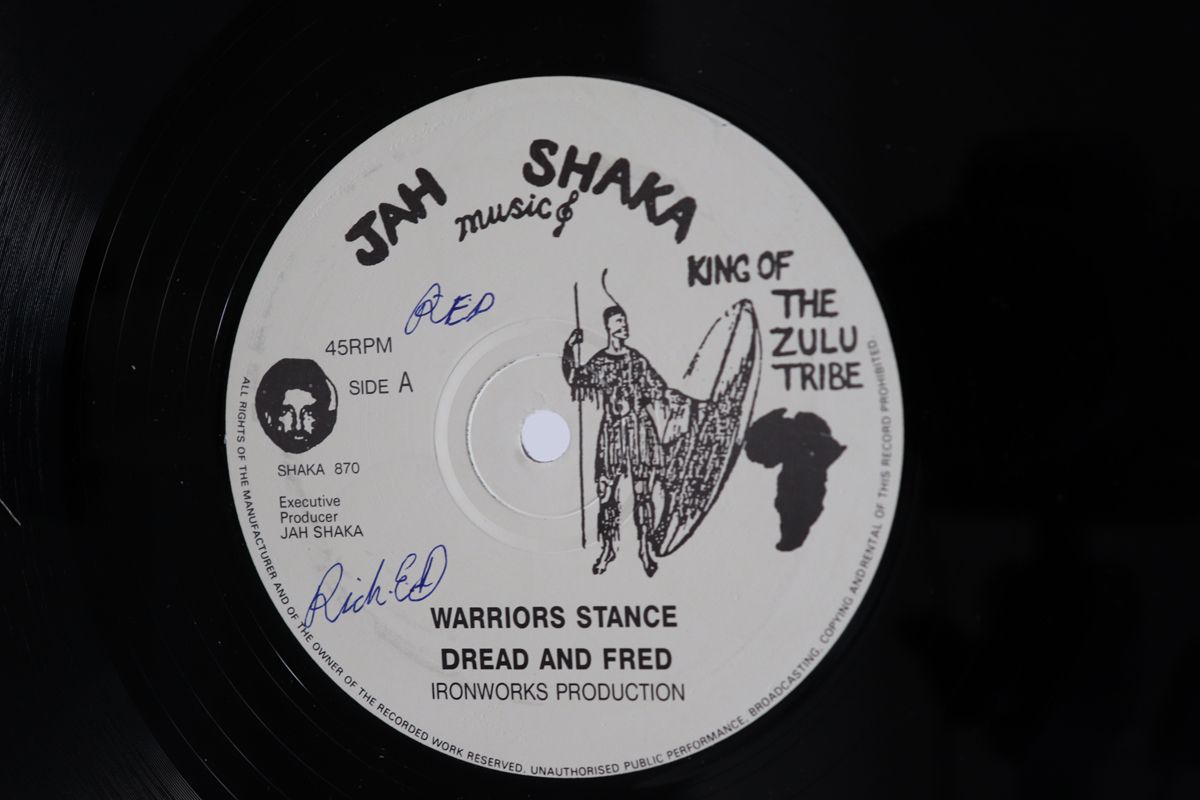 JAH SHAKA
music
KING OF
THE
ZULU
TRIBE
RED
45RPM
SIDE A
SHAKA 870
Executive
Producer
JAH SHAKA
Rich.ED
WARRIORS STANCE
DREAD AND FRED
IRONWORKS PRODUCTION
ALL RIGHTS OF THE MANUFACTURER AND OF THE OWNER OF THE RECORDED WORK RESERVED. UNAUTHORISED PUBLIC PERFORMANCE, BROADCASTING, COPYING AND RENTAL OF THIS RECORD PROHIBITED.